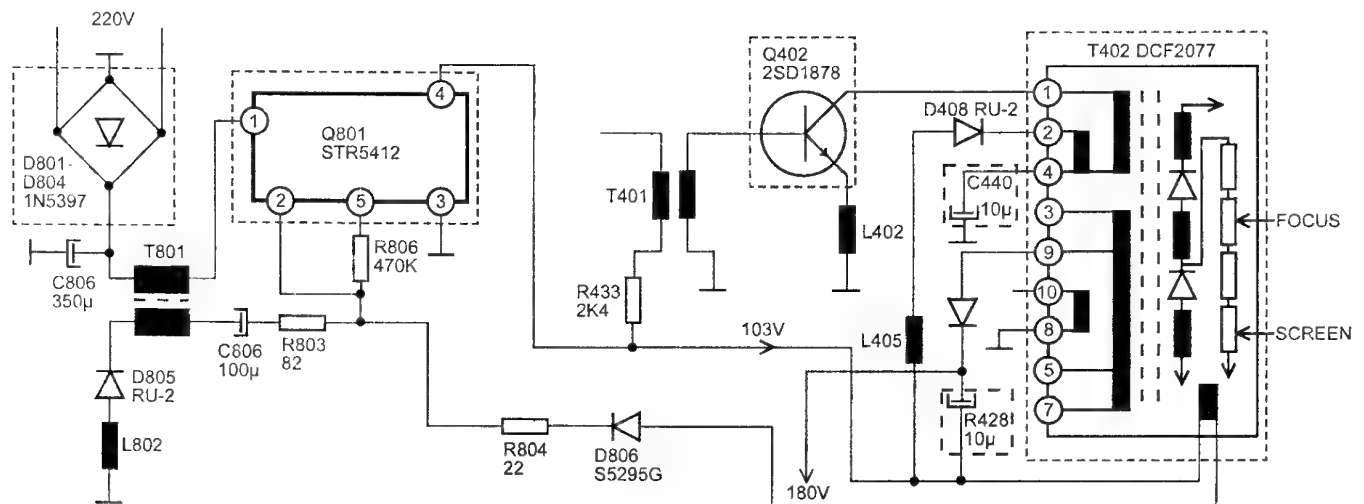 220V
D801-
D804
1N5397
C806
350µ
T801
1
4
Q801
STR5412
2
5
3
R806
470K
C806
100µ
R803
82
D805
RU-2
L802
R804
22
D806
S5295G
T401
R433
2K4
103V
Q402
2SD1878
L402
D408 RU-2
C440
10µ
L405
R428
10µ
180V
T402 DCF2077
1
2
4
3
9
10
8
5
7
FOCUS
SCREEN